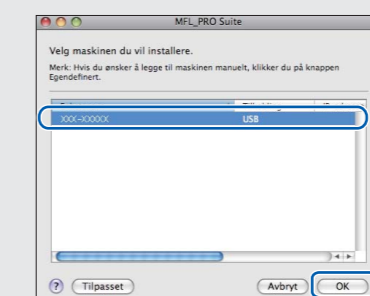 MFL_PRO Suite
Velg maskinen du vil installere.
Merk: Hvis du ønsker å legge til maskinen manuelt, klikker du på knappen
Egendefinert.
XXX-XXXXX USB
? Tilpasset Avbryt OK